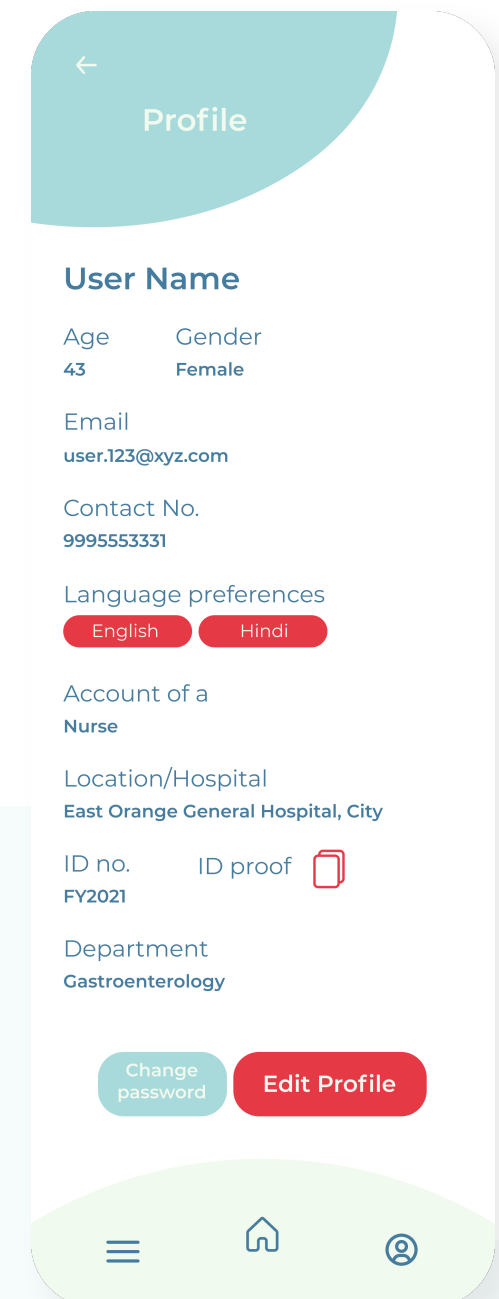 Profile
User Name
Age Gender
43 Female
Email
user.123@xyz.com
Contact No.
9995553331
Language preferences
English Hindi
Account of a
Nurse
Location/Hospital
East Orange General Hospital, City
ID no. ID proof
FY2021
Department
Gastroenterology
Change
password
Edit Profile